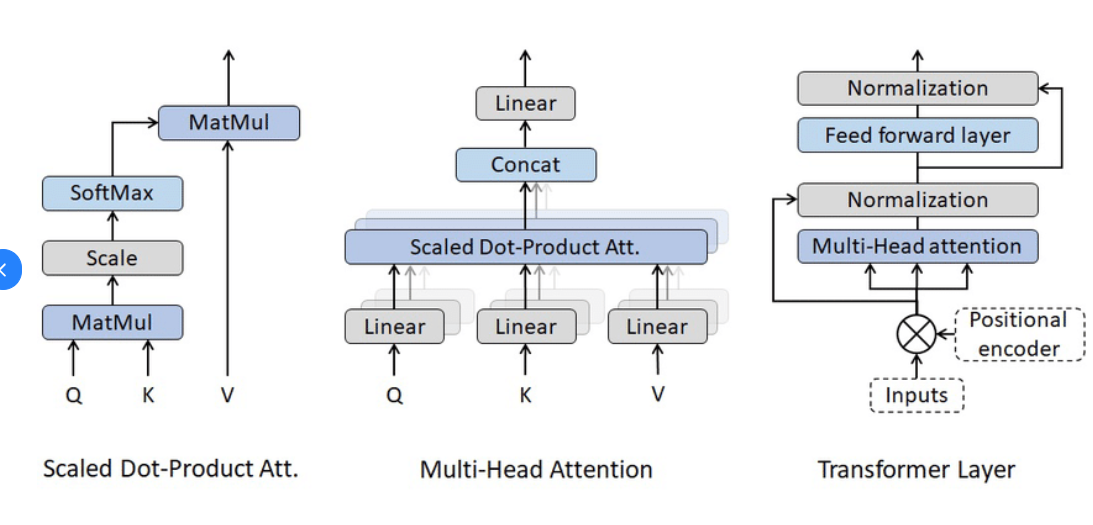 MatMul
SoftMax
Scale
MatMul
Q
K
V
Scaled Dot-Product Att.
Linear
Concat
Scaled Dot-Product Att.
Linear
Linear
Linear
Q
K
V
Multi-Head Attention
Normalization
Feed forward layer
Normalization
Multi-Head attention
Positional
encoder
Inputs
Transformer Layer